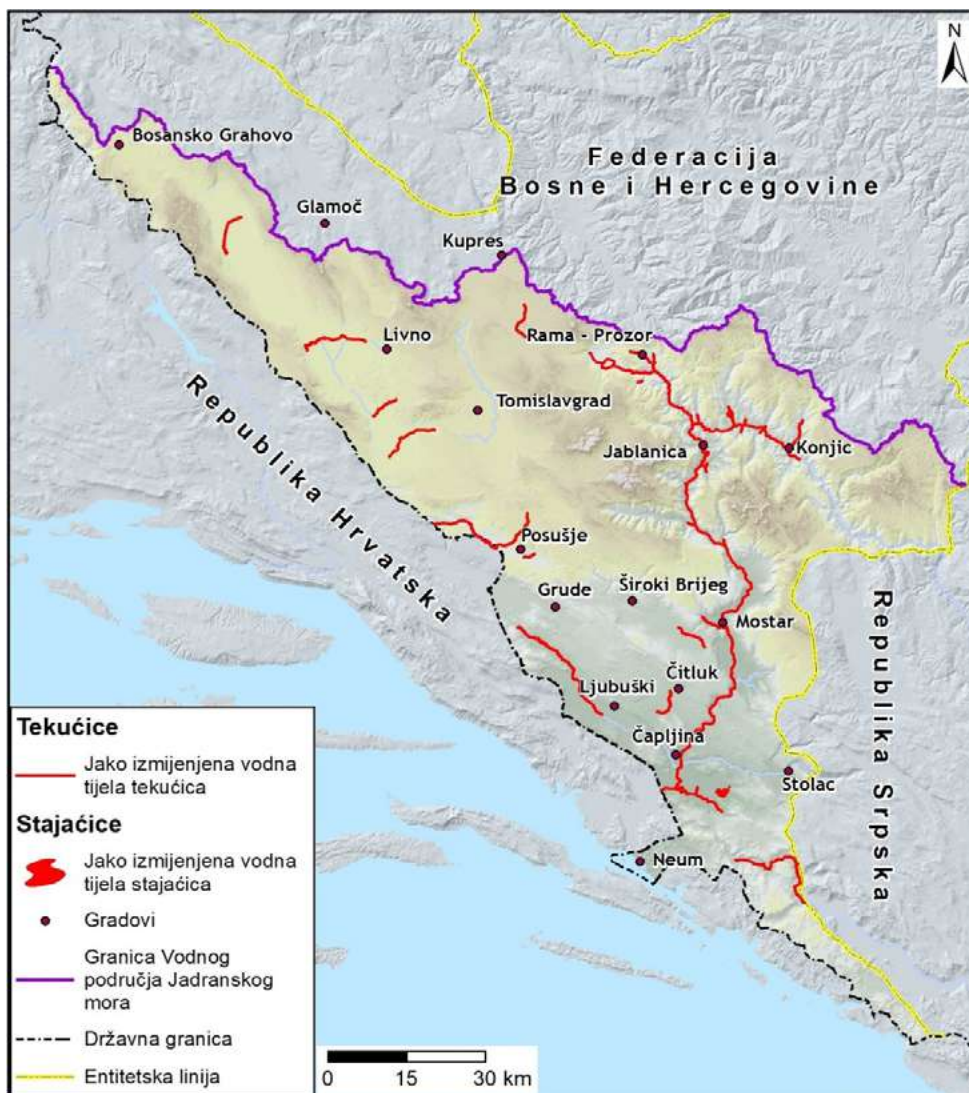 N
Bosansko Grahovo
Federacija
Bosne i Hercegovine
Glamoč
Kupres
Livno
Rama - Prozor
Tomislavgrad
Jablanica
Konjic
Republika Hrvatska
Posušje
Grude
Široki Brijeg
Mostar
Republika Srpska
Čitluk
Ljubuški
Čapljina
Stolac
Neum
Tekućice
Jako izmijenjena vodna
tijela tekućica
Stajaćice
Jako izmijenjena vodna
tijela stajaćica
Gradovi
Granica Vodnog
područja Jadranskog
mora
Državna granica
Entitetska linija
0 15 30 km